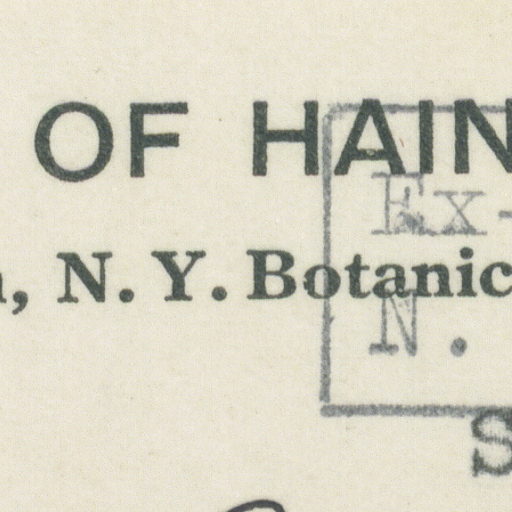 OF HAIN
Ex-
, N. Y. Botanic
N.
S